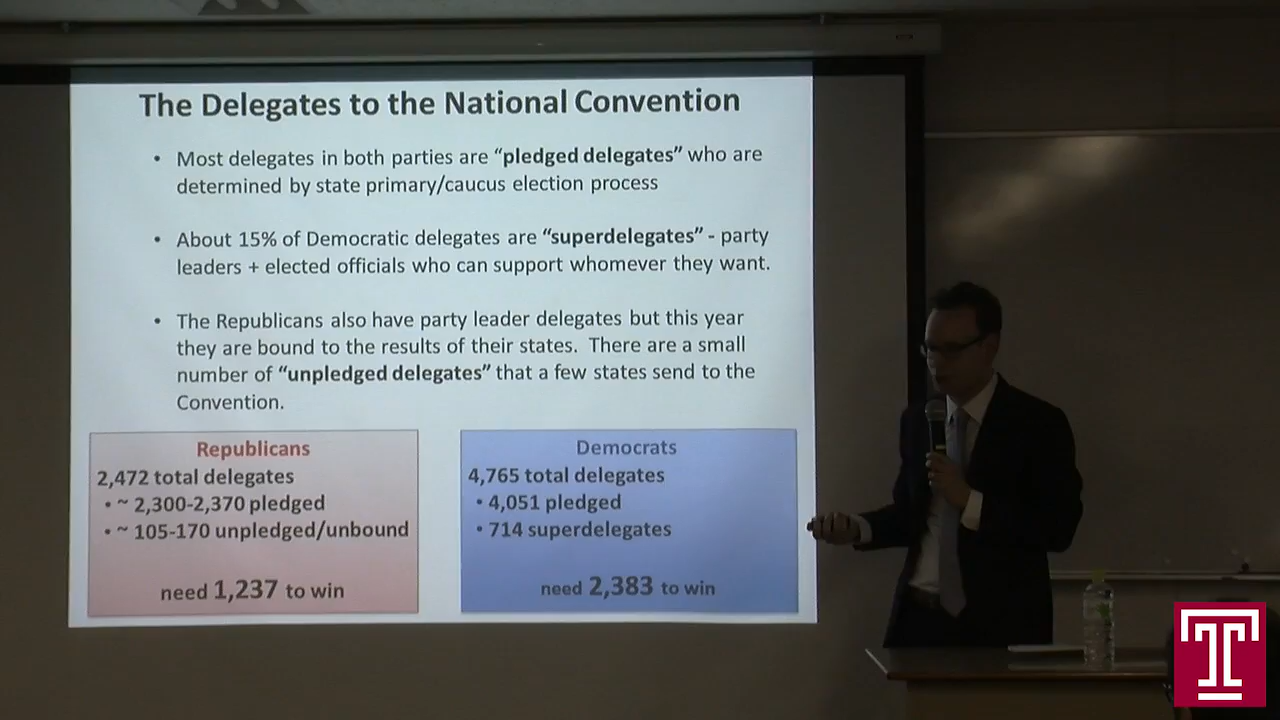 The Delegates to the National Convention
• Most delegates in both parties are “pledged delegates” who are
determined by state primary/caucus election process
• About 15% of Democratic delegates are “superdelegates” - party
leaders + elected officials who can support whomever they want.
• The Republicans also have party leader delegates but this year
they are bound to the results of their states. There are a small
number of “unpledged delegates” that a few states send to the
Convention.
Republicans
2,472 total delegates
• ~ 2,300-2,370 pledged
• ~ 105-170 unpledged/unbound
need 1,237 to win
Democrats
4,765 total delegates
• 4,051 pledged
• 714 superdelegates
need 2,383 to win
T